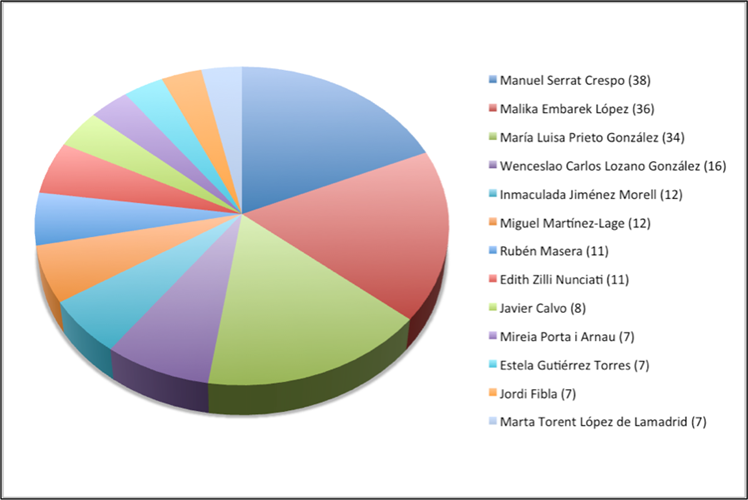 Manuel Serrat Crespo (38)
Malika Embarek López (36)
María Luisa Prieto González (34)
Wenceslao Carlos Lozano González (16)
Inmaculada Jiménez Morell (12)
Miguel Martínez-Lage (12)
Rubén Masera (11)
Edith Zilli Nunciati (11)
Javier Calvo (8)
Mireia Porta i Arnau (7)
Estela Gutiérrez Torres (7)
Jordi Fibla (7)
Marta Torent López de Lamadrid (7)